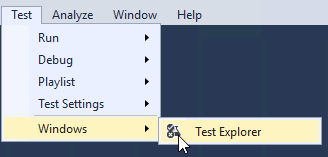 Test Analyze Window Help
Run
Debug
Playlist
Test Settings
Windows
Test Explorer